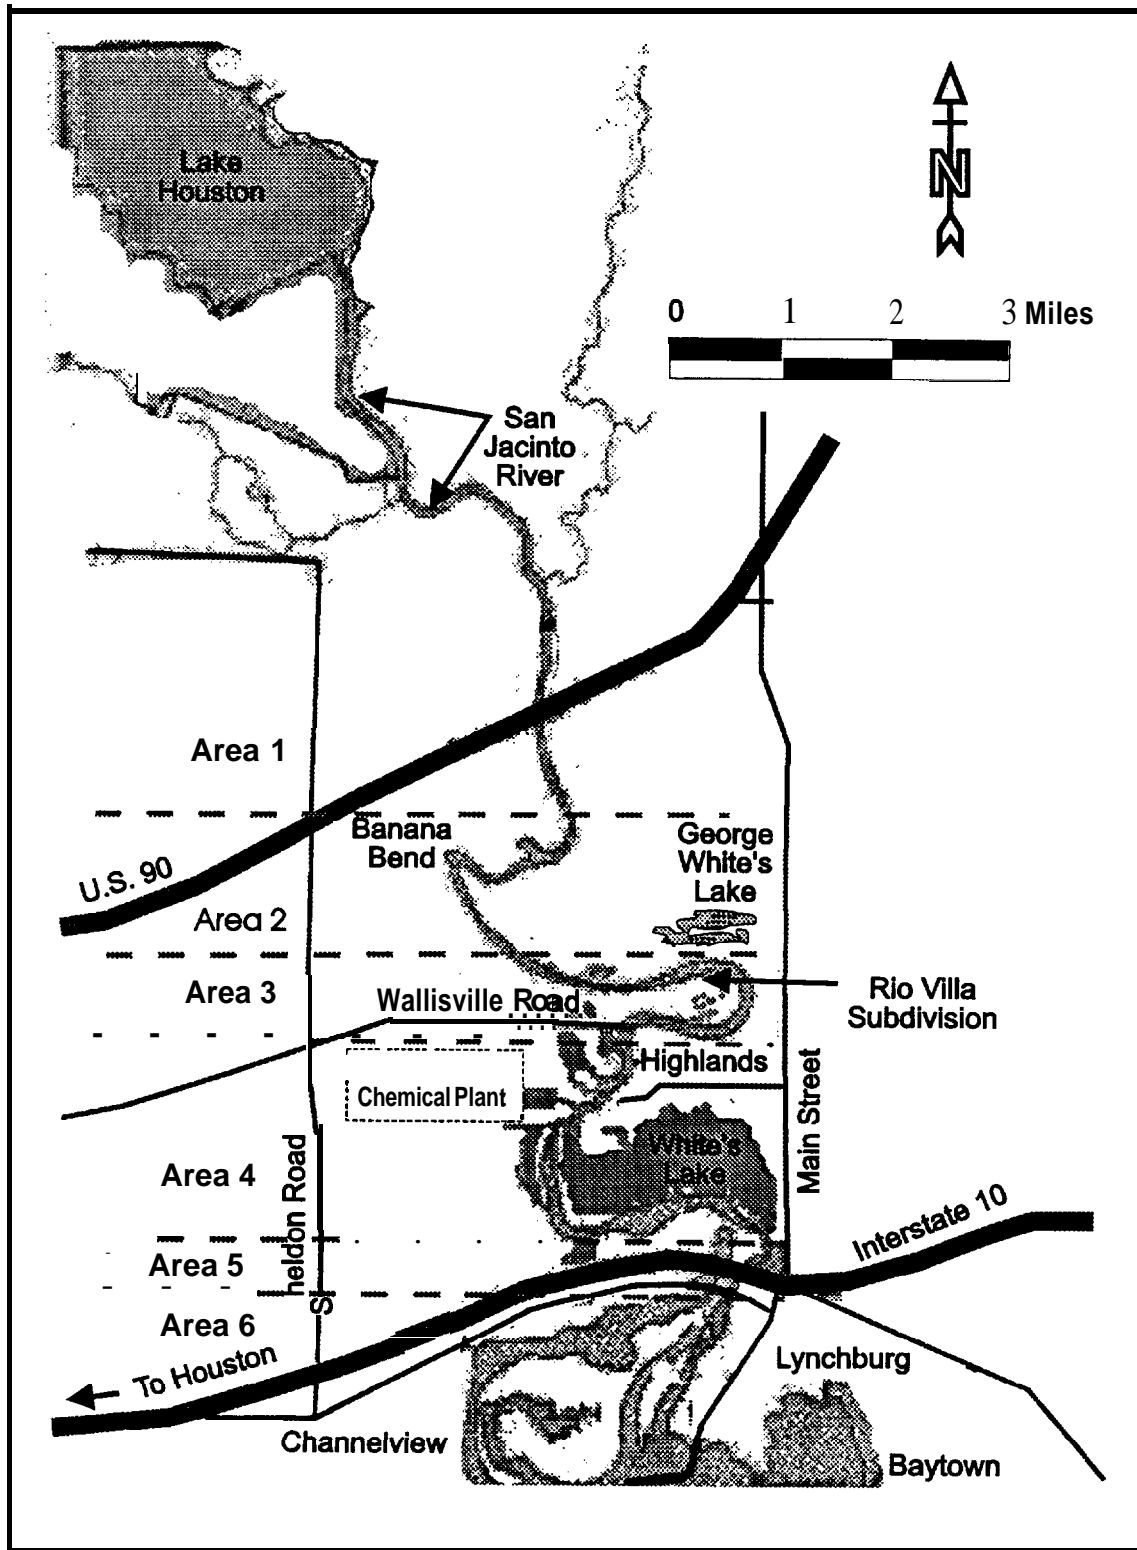 Lake
Houston
N
0 1 2 3 Miles
San
Jacinto
River
Area 1
Banana
Bend
George
White's
Lake
U.S. 90
Area 2
Area 3
Wallisville Road
Rio Villa
Subdivision
Highlands
Chemical Plant
White's
Lake
Main Street
Area 4
Sheldon Road
Interstate 10
Area 5
Area 6
To Houston
Lynchburg
Channelview
Baytown